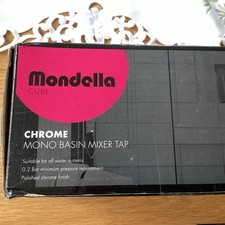 Mondella
CUBE
CHROME
MONO BASIN MIXER TAP
Suitable for all water systems
0.2 Bar minimum pressure requirement
Polished chrome finish